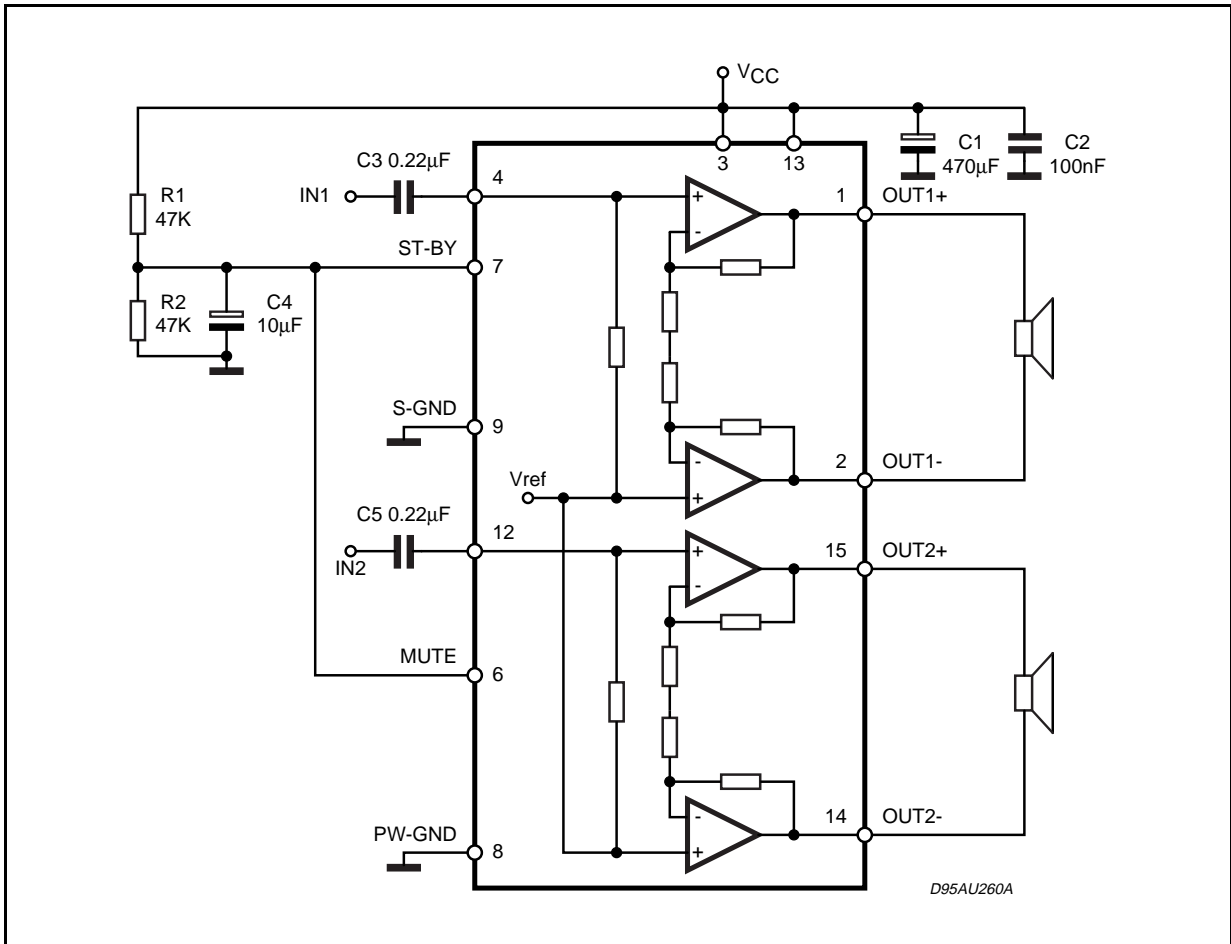 VCC
C3 0.22μF
4
3
13
C1
470μF
C2
100nF
IN1
1
OUT1+
R1
47K
ST-BY
7
+
-
R2
47K
C4
10μF
S-GND
9
-
+
2
OUT1-
Vref
C5 0.22μF
12
IN2
+
-
15
OUT2+
MUTE
6
-
+
14
OUT2-
PW-GND
8
D95AU260A